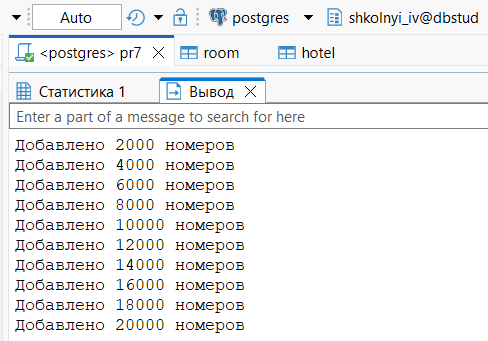 Auto postgres shkolnyi_iv@dbstud
<postgres> pr7 room hotel
Статистика 1 Вывод
Enter a part of a message to search for here
Добавлено 2000 номеров
Добавлено 4000 номеров
Добавлено 6000 номеров
Добавлено 8000 номеров
Добавлено 10000 номеров
Добавлено 12000 номеров
Добавлено 14000 номеров
Добавлено 16000 номеров
Добавлено 18000 номеров
Добавлено 20000 номеров